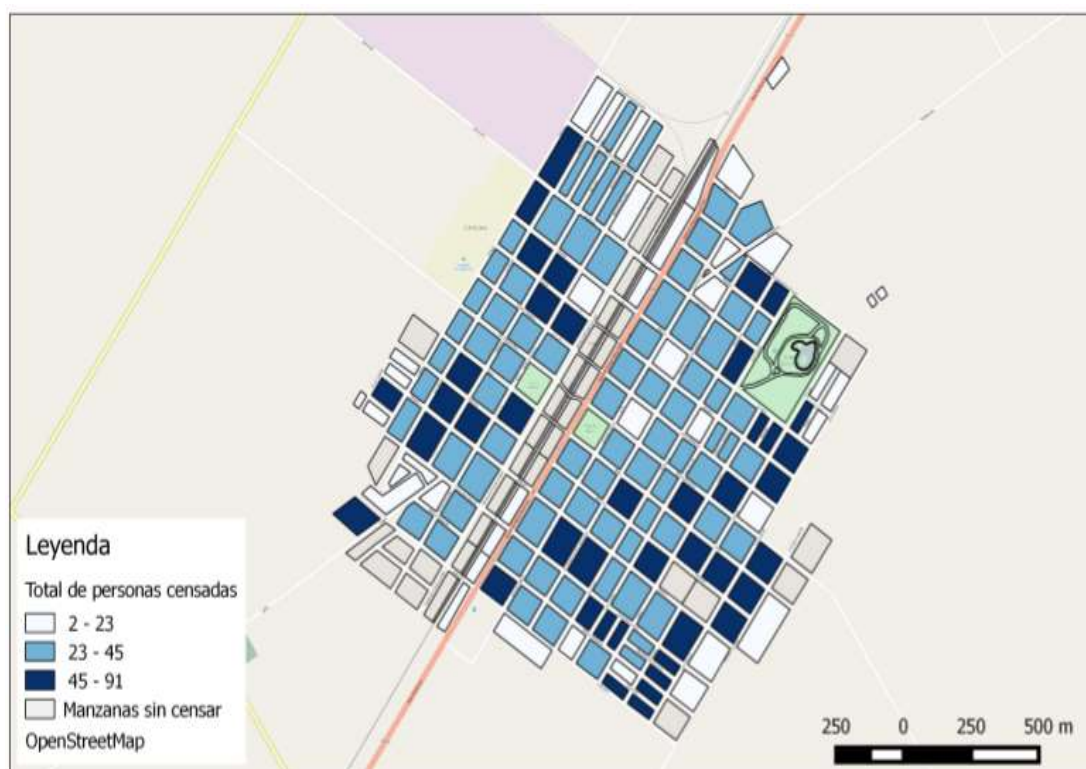 Leyenda
Total de personas censadas
2 - 23
23 - 45
45 - 91
Manzanas sin censar
OpenStreetMap
250 0 250 500 m